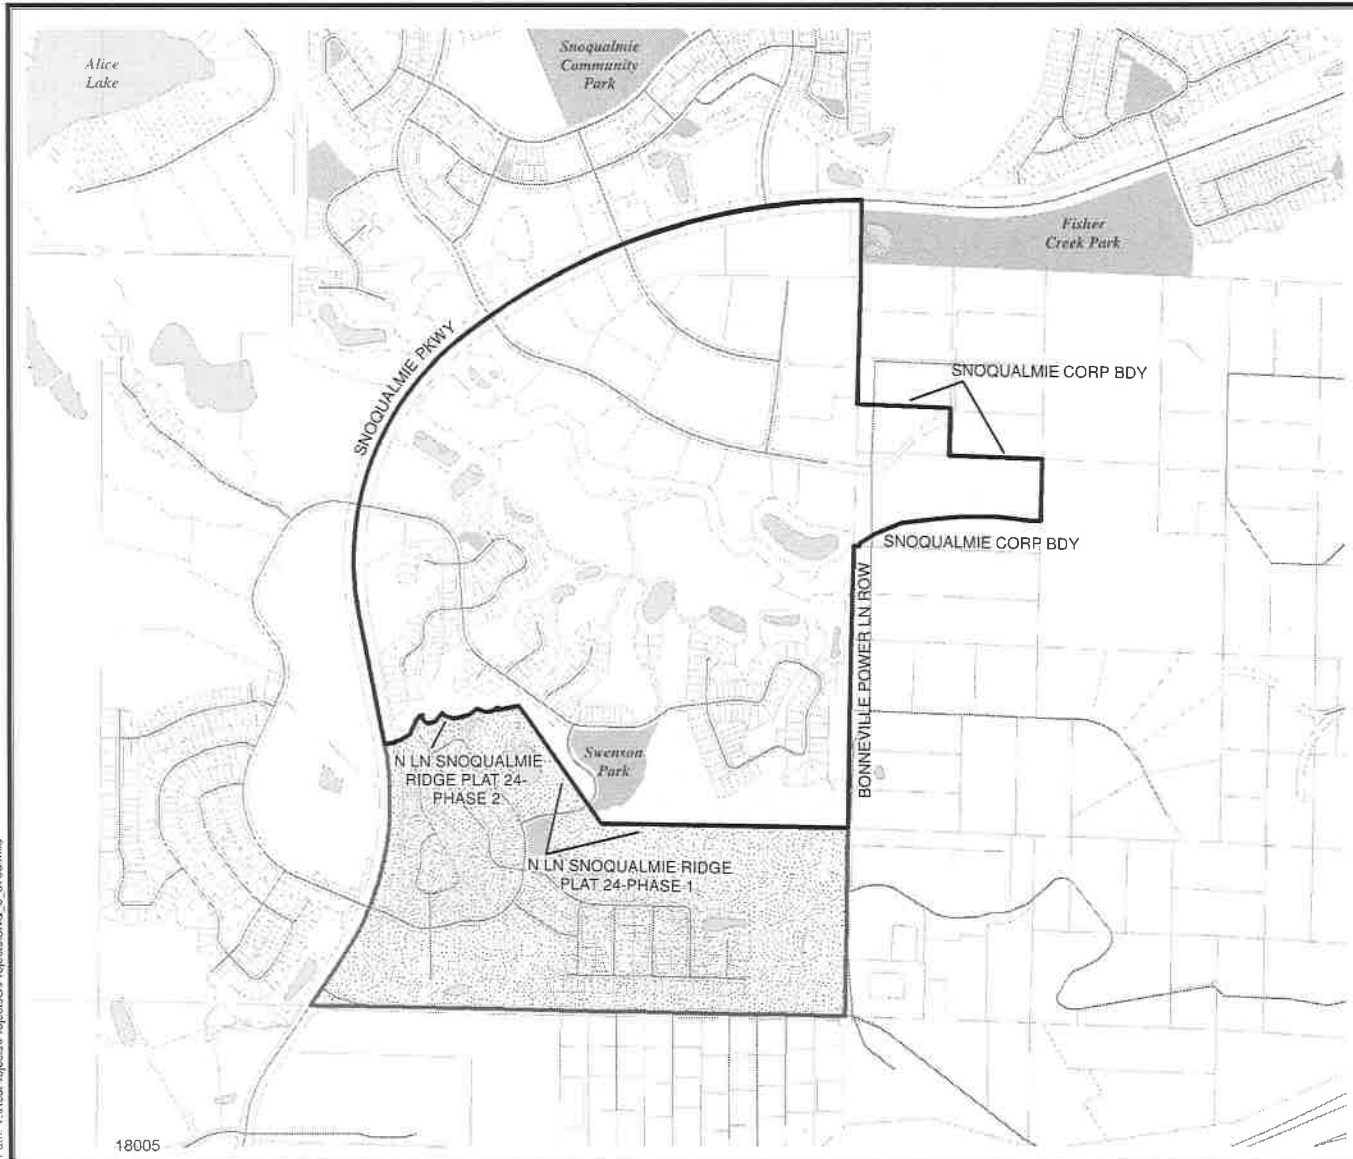 Alice
Lake
Snoqualmie
Community
Park
Fisher
Creek Park
SNOQUALMIE PKWY
SNOQUALMIE CORP BDY
SNOQUALMIE CORP BDY
BONNEVILLE POWER LN ROW
N LN SNOQUALMIE
RIDGE PLAT 24-
PHASE 2
Swenson
Park
N LN SNOQUALMIE RIDGE
PLAT 24-PHASE 1
18005